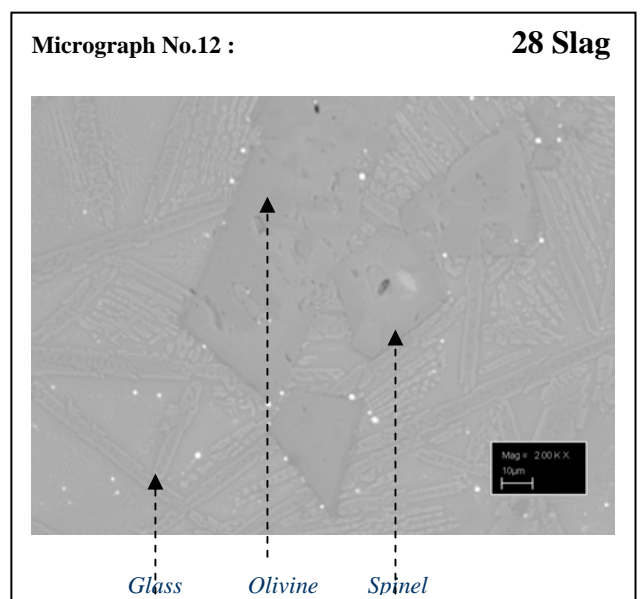 Micrograph No.12 : 28 Slag
Mag = 2.00 K X
10µm
Glass Olivine Spinel